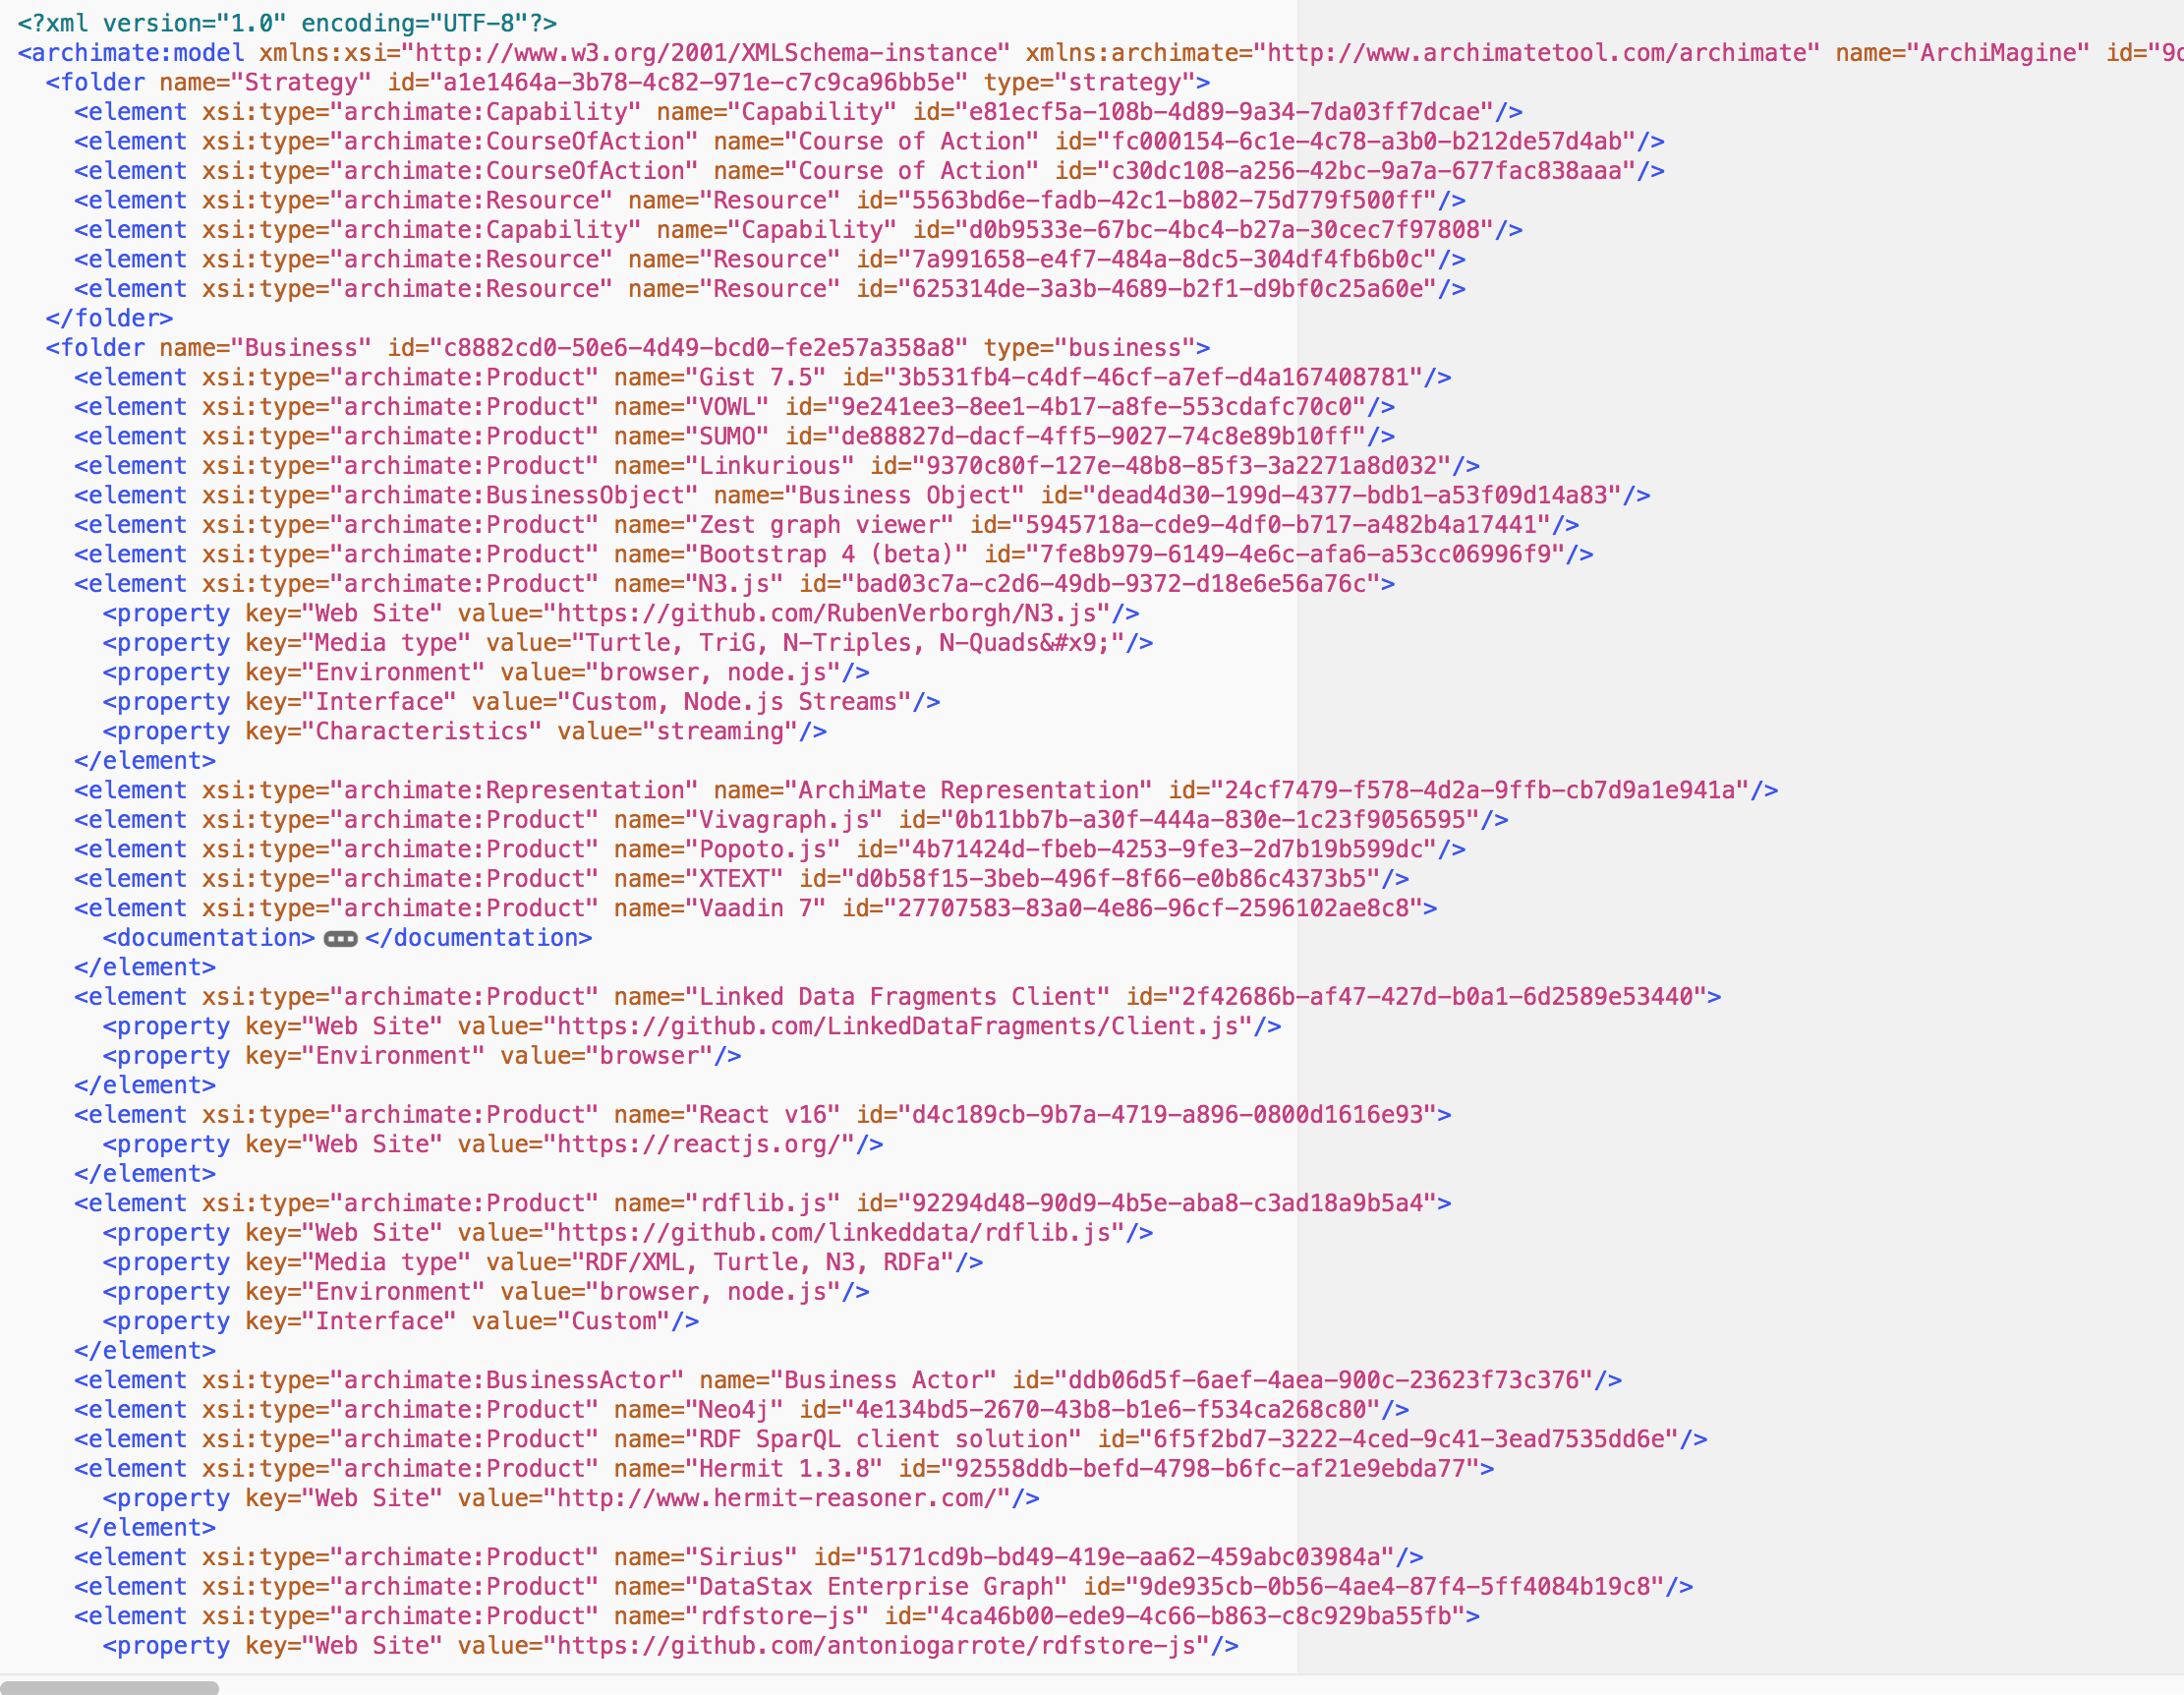 <?xml version="1.0" encoding="UTF-8"?>
<archimate:model xmlns:xsi="http://www.w3.org/2001/XMLSchema-instance" xmlns:archimate="http://www.archimatetool.com/archimate" name="ArchiMagine" id="9d
<folder name="Strategy" id="a1e1464a-3b78-4c82-971e-c7c9ca96bb5e" type="strategy">
<element xsi:type="archimate:Capability" name="Capability" id="e81ecf5a-108b-4d89-9a34-7da03ff7dcae"/>
<element xsi:type="archimate:CourseOfAction" name="Course of Action" id="fc000154-6c1e-4c78-a3b0-b212de57d4ab"/>
<element xsi:type="archimate:CourseOfAction" name="Course of Action" id="c30dc108-a256-42bc-9a7a-677fac838aaa"/>
<element xsi:type="archimate:Resource" name="Resource" id="5563bd6e-fadb-42c1-b802-75d779f500ff"/>
<element xsi:type="archimate:Capability" name="Capability" id="d0b9533e-67bc-4bc4-b27a-30cec7f97808"/>
<element xsi:type="archimate:Resource" name="Resource" id="7a991658-e4f7-484a-8dc5-304df4fb6b0c"/>
<element xsi:type="archimate:Resource" name="Resource" id="625314de-3a3b-4689-b2f1-d9bf0c25a60e"/>
</folder>
<folder name="Business" id="c8882cd0-50e6-4d49-bcd0-fe2e57a358a8" type="business">
<element xsi:type="archimate:Product" name="Gist 7.5" id="3b531fb4-c4df-46cf-a7ef-d4a167408781"/>
<element xsi:type="archimate:Product" name="VOWL" id="9e241ee3-8ee1-4b17-a8fe-553cdafc70c0"/>
<element xsi:type="archimate:Product" name="SUMO" id="de88827d-dacf-4ff5-9027-74c8e89b10ff"/>
<element xsi:type="archimate:Product" name="Linkurious" id="9370c80f-127e-48b8-85f3-3a2271a8d032"/>
<element xsi:type="archimate:BusinessObject" name="Business Object" id="dead4d30-199d-4377-bdb1-a53f09d14a83"/>
<element xsi:type="archimate:Product" name="Zest graph viewer" id="5945718a-cde9-4df0-b717-a482b4a17441"/>
<element xsi:type="archimate:Product" name="Bootstrap 4 (beta)" id="7fe8b979-6149-4e6c-afa6-a53cc06996f9"/>
<element xsi:type="archimate:Product" name="N3.js" id="bad03c7a-c2d6-49db-9372-d18e6e56a76c">
<property key="Web Site" value="https://github.com/RubenVerborgh/N3.js"/>
<property key="Media type" value="Turtle, TriG, N-Triples, N-Quads&#x9;"/>
<property key="Environment" value="browser, node.js"/>
<property key="Interface" value="Custom, Node.js Streams"/>
<property key="Characteristics" value="streaming"/>
</element>
<element xsi:type="archimate:Representation" name="ArchiMate Representation" id="24cf7479-f578-4d2a-9ffb-cb7d9a1e941a"/>
<element xsi:type="archimate:Product" name="Vivagraph.js" id="0b11bb7b-a30f-444a-830e-1c23f9056595"/>
<element xsi:type="archimate:Product" name="Popoto.js" id="4b71424d-fbeb-4253-9fe3-2d7b19b599dc"/>
<element xsi:type="archimate:Product" name="XTEXT" id="d0b58f15-3beb-496f-8f66-e0b86c4373b5"/>
<element xsi:type="archimate:Product" name="Vaadin 7" id="27707583-83a0-4e86-96cf-2596102ae8c8">
<documentation>…</documentation>
</element>
<element xsi:type="archimate:Product" name="Linked Data Fragments Client" id="2f42686b-af47-427d-b0a1-6d2589e53440">
<property key="Web Site" value="https://github.com/LinkedDataFragments/Client.js"/>
<property key="Environment" value="browser"/>
</element>
<element xsi:type="archimate:Product" name="React v16" id="d4c189cb-9b7a-4719-a896-0800d1616e93">
<property key="Web Site" value="https://reactjs.org/"/>
</element>
<element xsi:type="archimate:Product" name="rdflib.js" id="92294d48-90d9-4b5e-aba8-c3ad18a9b5a4">
<property key="Web Site" value="https://github.com/linkeddata/rdflib.js"/>
<property key="Media type" value="RDF/XML, Turtle, N3, RDFa"/>
<property key="Environment" value="browser, node.js"/>
<property key="Interface" value="Custom"/>
</element>
<element xsi:type="archimate:BusinessActor" name="Business Actor" id="ddb06d5f-6aef-4aea-900c-23623f73c376"/>
<element xsi:type="archimate:Product" name="Neo4j" id="4e134bd5-2670-43b8-b1e6-f534ca268c80"/>
<element xsi:type="archimate:Product" name="RDF SparQL client solution" id="6f5f2bd7-3222-4ced-9c41-3ead7535dd6e"/>
<element xsi:type="archimate:Product" name="Hermit 1.3.8" id="92558ddb-befd-4798-b6fc-af21e9ebda77">
<property key="Web Site" value="http://www.hermit-reasoner.com/"/>
</element>
<element xsi:type="archimate:Product" name="Sirius" id="5171cd9b-bd49-419e-aa62-459abc03984a"/>
<element xsi:type="archimate:Product" name="DataStax Enterprise Graph" id="9de935cb-0b56-4ae4-87f4-5ff4084b19c8"/>
<element xsi:type="archimate:Product" name="rdfstore-js" id="4ca46b00-ede9-4c66-b863-c8c929ba55fb">
<property key="Web Site" value="https://github.com/antoniogarrote/rdfstore-js"/>